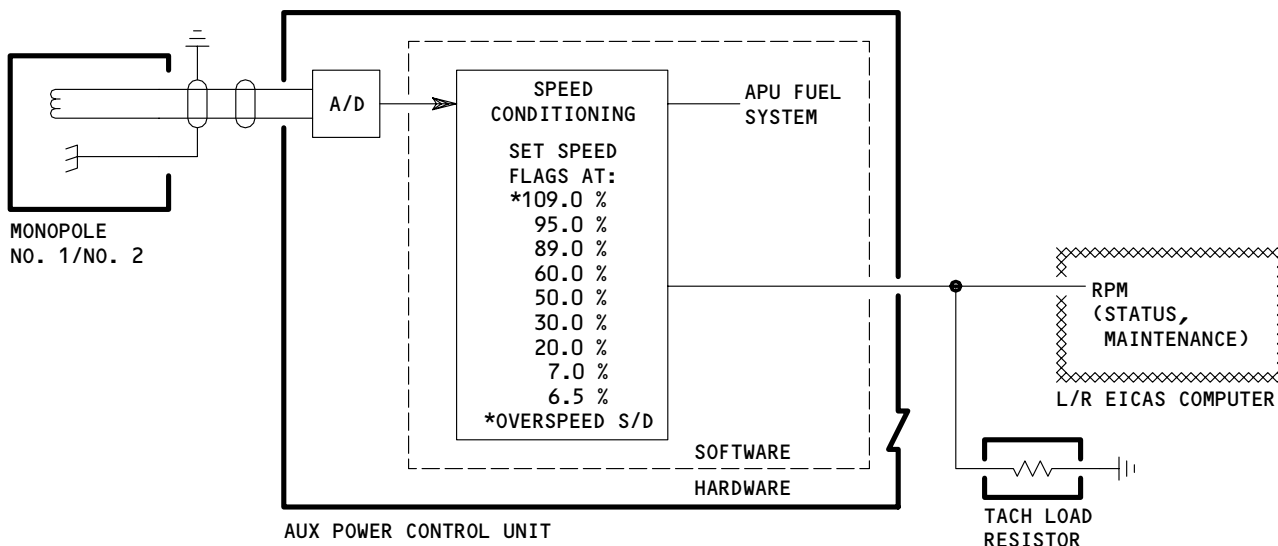 MONOPOLE
NO. 1/NO. 2
A/D
SPEED
CONDITIONING
SET SPEED
FLAGS AT:
*109.0 %
95.0 %
89.0 %
60.0 %
50.0 %
30.0 %
20.0 %
7.0 %
6.5 %
*OVERSPEED S/D
APU FUEL
SYSTEM
SOFTWARE
HARDWARE
AUX POWER CONTROL UNIT
RPM
(STATUS,
MAINTENANCE)
L/R EICAS COMPUTER
TACH LOAD
RESISTOR